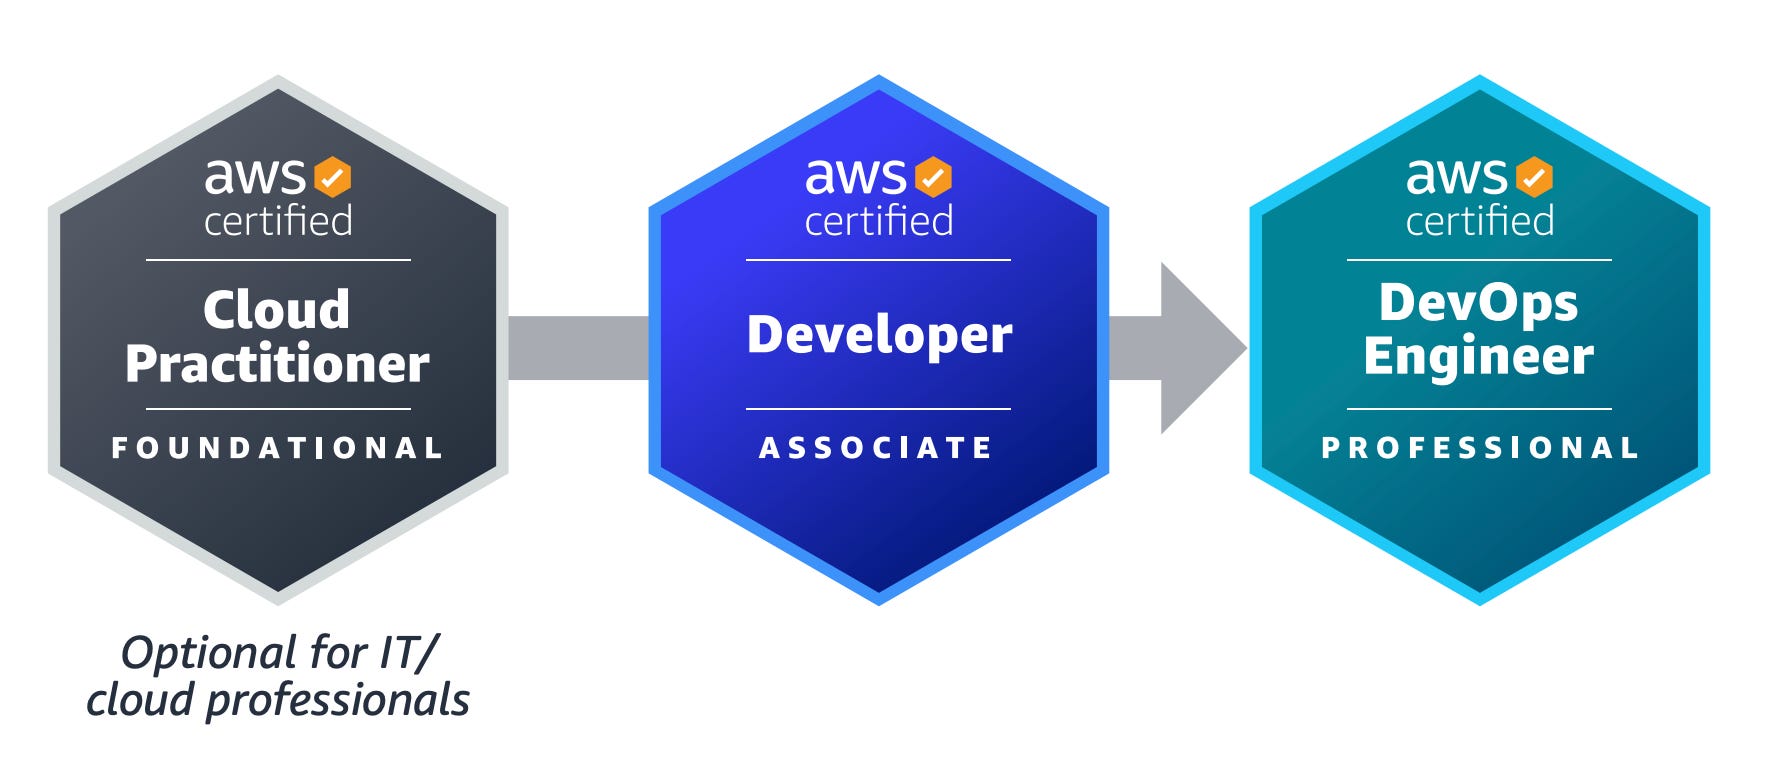 aws
certified
Cloud
Practitioner
FOUNDATIONAL
Optional for IT/
cloud professionals
aws
certified
Developer
ASSOCIATE
aws
certified
DevOps
Engineer
PROFESSIONAL